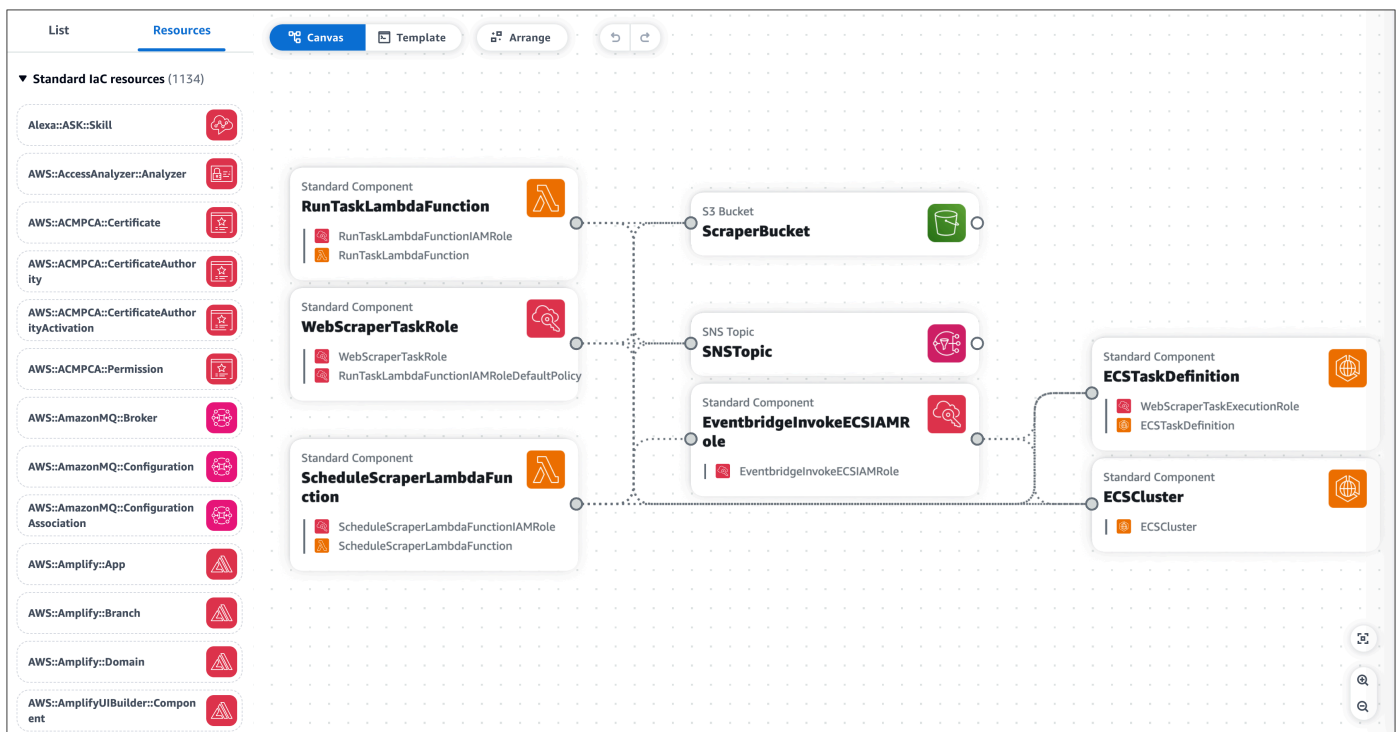 List
Resources
Canvas
Template
Arrange
Standard IaC resources (1134)
Alexa::ASK::Skill
AWS::AccessAnalyzer::Analyzer
AWS::ACMPCA::Certificate
AWS::ACMPCA::CertificateAuthor
ity
AWS::ACMPCA::CertificateAuthor
ityActivation
AWS::ACMPCA::Permission
AWS::AmazonMQ::Broker
AWS::AmazonMQ::Configuration
AWS::AmazonMQ::Configuration
Association
AWS::Amplify::App
AWS::Amplify::Branch
AWS::Amplify::Domain
AWS::AmplifyUIBuilder::Compon
ent
Standard Component
RunTaskLambdaFunction
RunTaskLambdaFunctionIAMRole
RunTaskLambdaFunction
Standard Component
WebScraperTaskRole
WebScraperTaskRole
RunTaskLambdaFunctionIAMRoleDefaultPolicy
Standard Component
ScheduleScraperLambdaFun
ction
ScheduleScraperLambdaFunctionIAMRole
ScheduleScraperLambdaFunction
S3 Bucket
ScraperBucket
SNS Topic
SNSTopic
Standard Component
EventbridgeInvokeECSIAMR
ole
EventbridgeInvokeECSIAMRole
Standard Component
ECSTaskDefinition
WebScraperTaskExecutionRole
ECSTaskDefinition
Standard Component
ECSCluster
ECSCluster